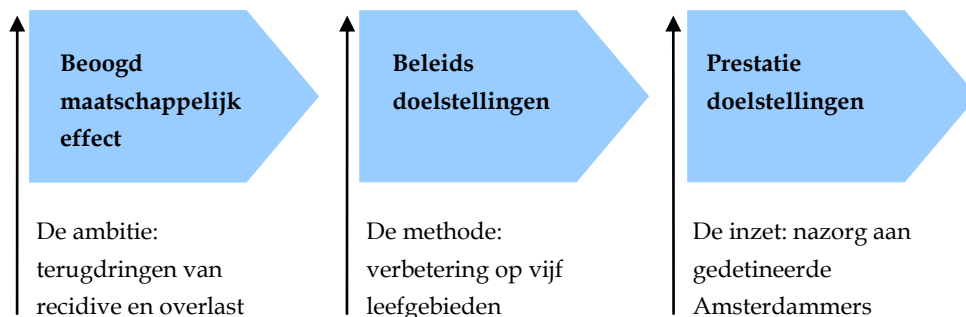 Beoogd
maatschappelijk
effect
De ambitie:
terugdringen van
recidive en overlast
Beleids
doelstellingen
De methode:
verbetering op vijf
leefgebieden
Prestatie
doelstellingen
De inzet: nazorg aan
gedetineerde
Amsterdammers